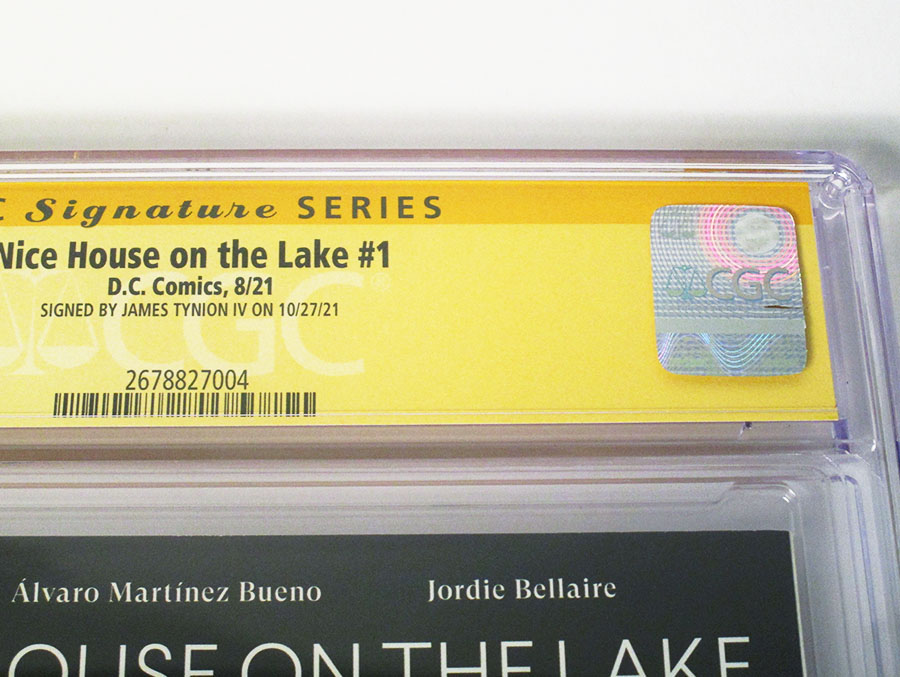 C Signature SERIES
Nice House on the Lake #1
D.C. Comics, 8/21
SIGNED BY JAMES TYNION IV ON 10/27/21
CGC
2678827004
CGC
Álvaro Martínez Bueno Jordie Bellaire
OUSE ON THE LAKE